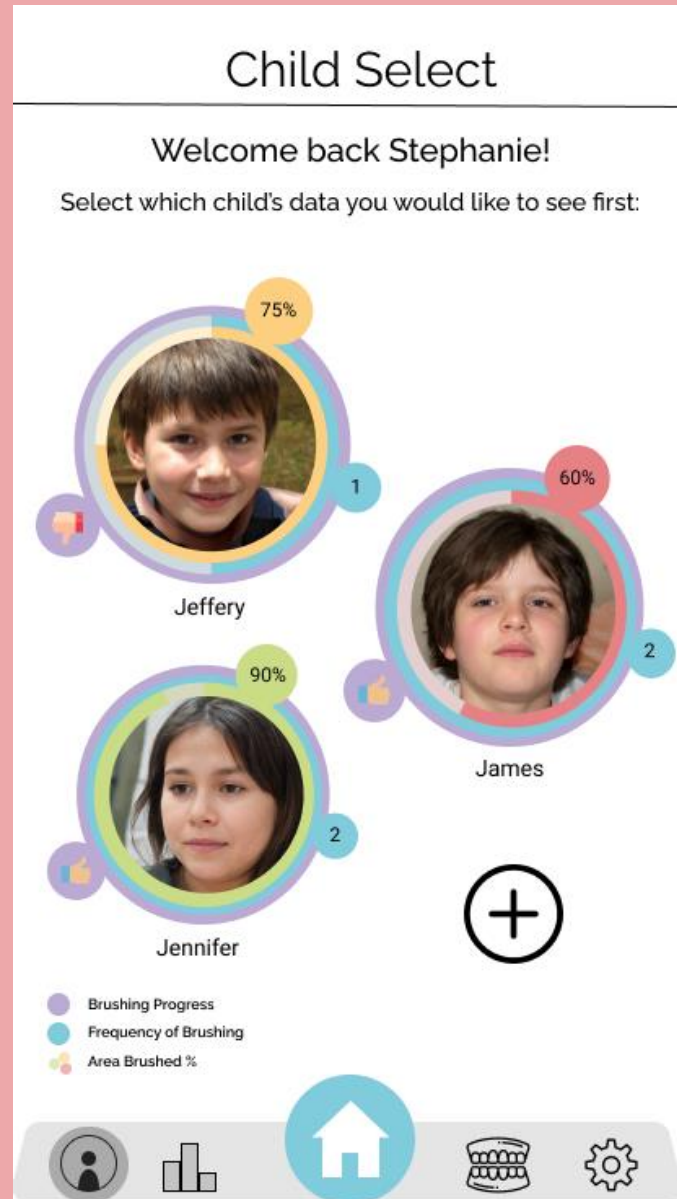 Child Select
Welcome back Stephanie!
Select which child's data you would like to see first:
75%
1
Jeffery
60%
2
James
90%
2
Jennifer
Brushing Progress
Frequency of Brushing
Area Brushed %